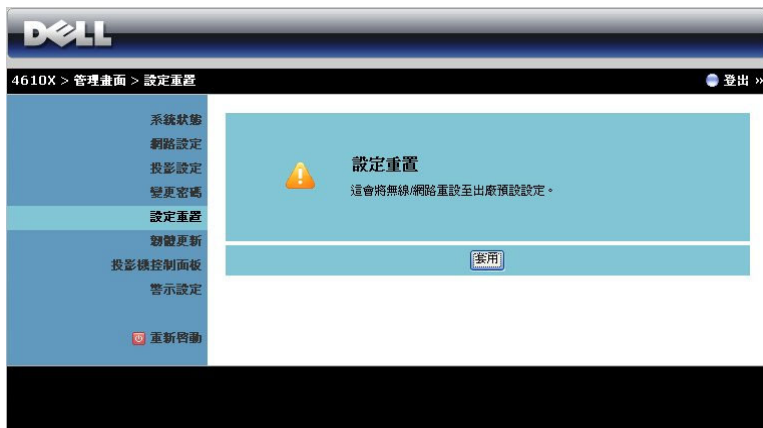 DELL
4610X > 管理畫面 > 設定重置
登出 »
系統狀態
網路設定
投影設定
變更密碼
設定重置
韌體更新
投影機控制面板
警示設定
重新啓動
設定重置
這會將無線/網路重設至出廠預設設定。
套用